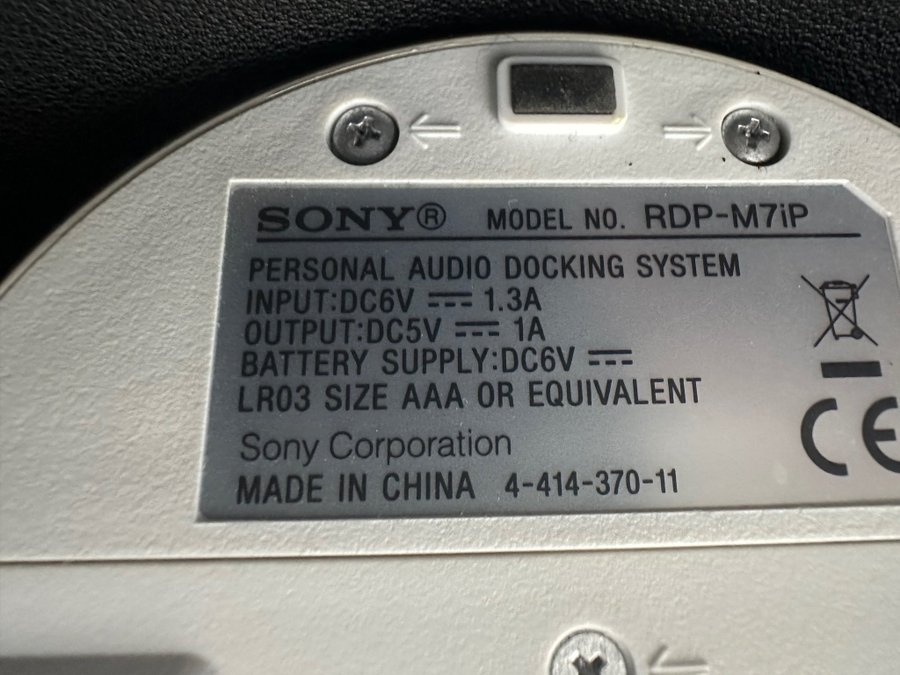 SONY® MODEL NO. RDP-M7iP
PERSONAL AUDIO DOCKING SYSTEM
INPUT:DC6V ⎓ 1.3A
OUTPUT:DC5V ⎓ 1A
BATTERY SUPPLY:DC6V ⎓
LR03 SIZE AAA OR EQUIVALENT
Sony Corporation
MADE IN CHINA 4-414-370-11
CE